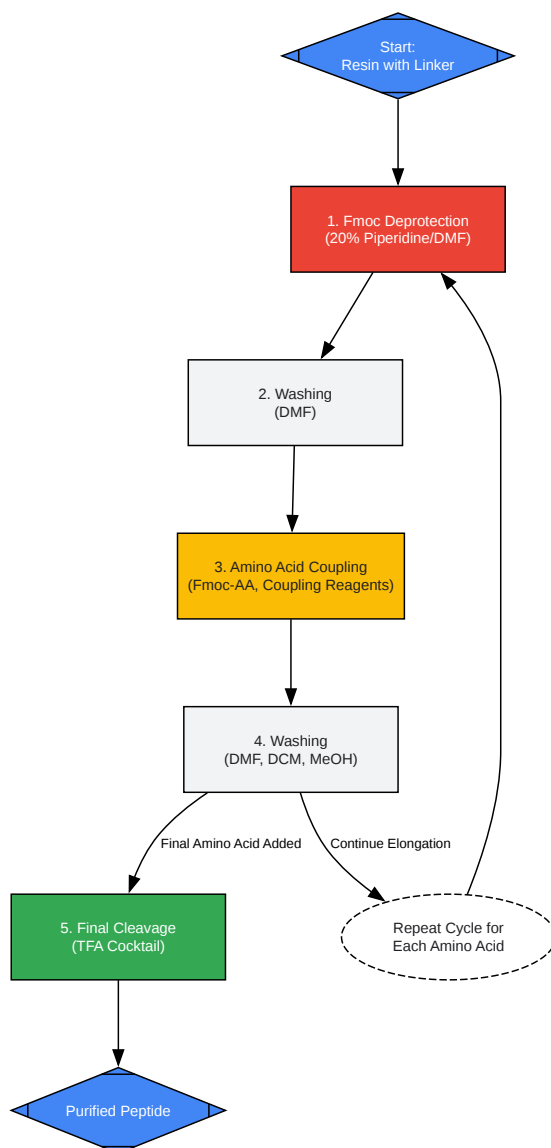 Start:
Resin with Linker
1. Fmoc Deprotection
(20% Piperidine/DMF)
2. Washing
(DMF)
3. Amino Acid Coupling
(Fmoc-AA, Coupling Reagents)
4. Washing
(DMF, DCM, MeOH)
Final Amino Acid Added
Continue Elongation
5. Final Cleavage
(TFA Cocktail)
Repeat Cycle for
Each Amino Acid
Purified Peptide